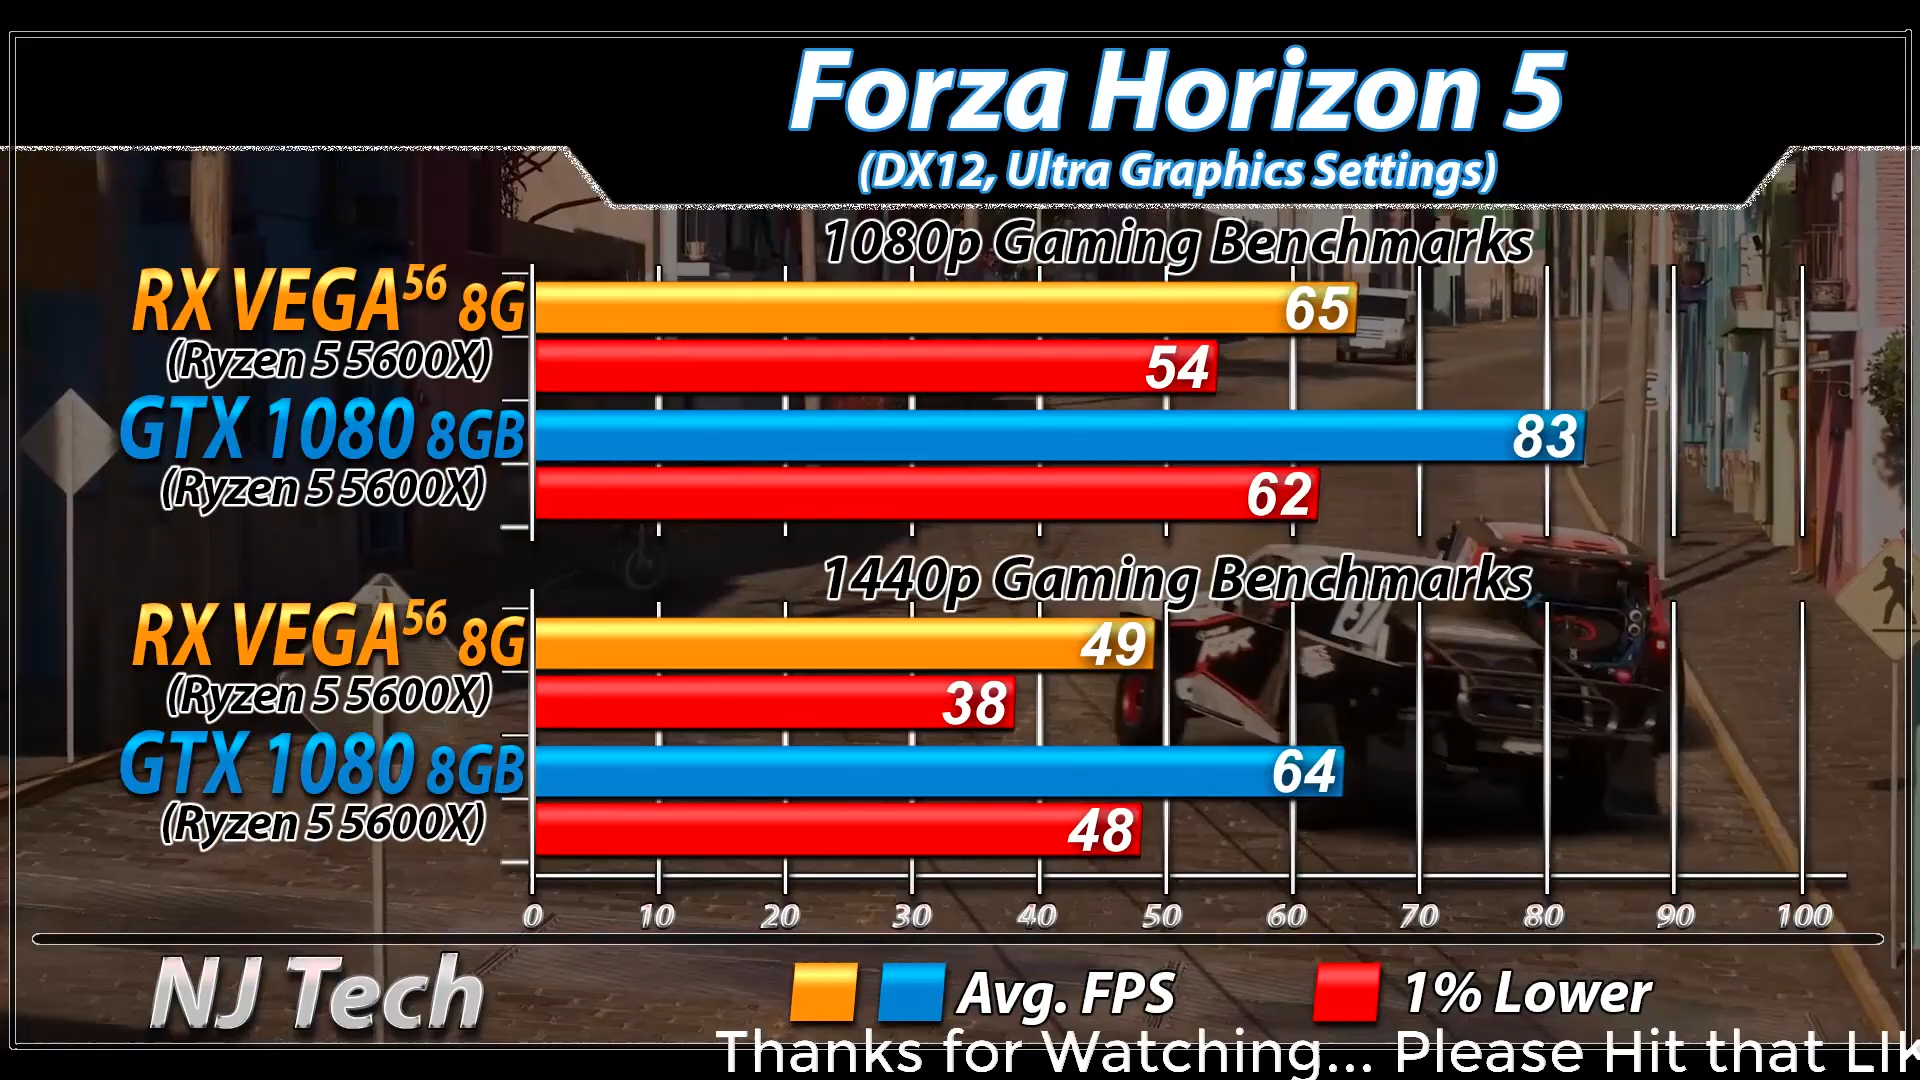 Forza Horizon 5
(DX12, Ultra Graphics Settings)
1080p Gaming Benchmarks
RX VEGA56 8G
(Ryzen 5 5600X)
65
54
GTX 1080 8GB
(Ryzen 5 5600X)
83
62
1440p Gaming Benchmarks
RX VEGA56 8G
(Ryzen 5 5600X)
49
38
GTX 1080 8GB
(Ryzen 5 5600X)
64
48
0 10 20 30 40 50 60 70 80 90 100
NJ Tech
Avg. FPS
1% Lower
Thanks for Watching... Please Hit that LIK